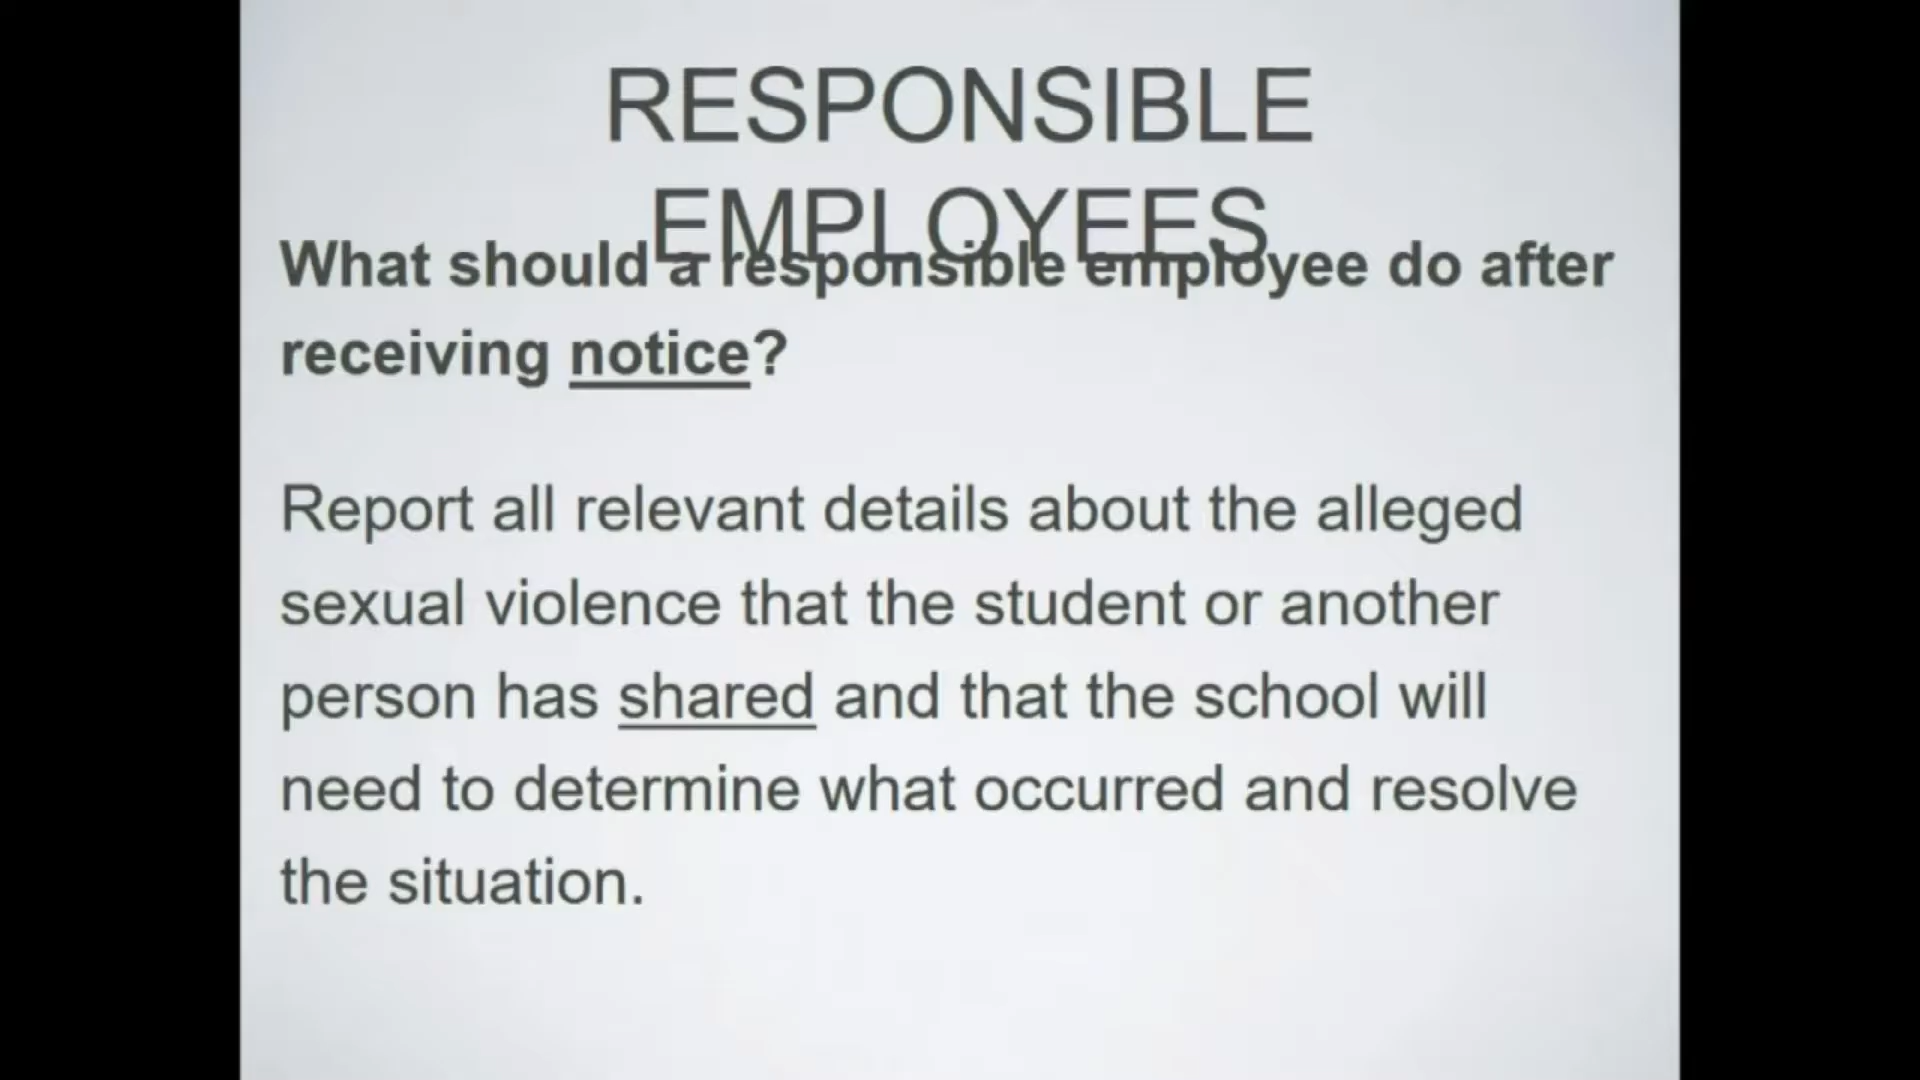 RESPONSIBLE
EMPLOYEES
What should a responsible employee do after
receiving notice?
Report all relevant details about the alleged
sexual violence that the student or another
person has shared and that the school will
need to determine what occurred and resolve
the situation.